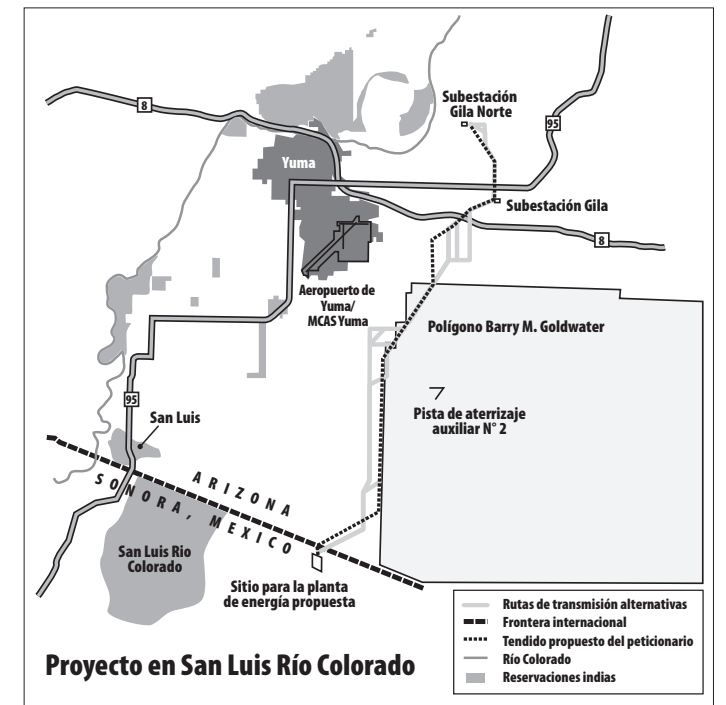 8
Subestación
Gila Norte
95
Yuma
Subestación Gila
8
Aeropuerto de
Yuma/
MCAS Yuma
Polígono Barry M. Goldwater
Pista de aterrizaje
auxiliar N° 2
95
San Luis
ARIZONA
SONORA, MEXICO
San Luis Rio
Colorado
Sitio para la planta
de energía propuesta
Rutas de transmisión alternativas
Frontera internacional
Tendido propuesto del peticionario
Río Colorado
Reservaciones indias
Proyecto en San Luis Río Colorado